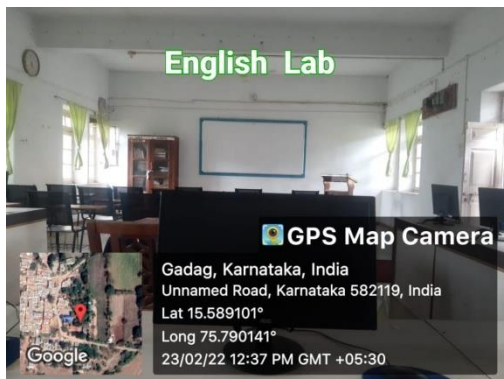 English Lab
GPS Map Camera
Gadag, Karnataka, India
Unnamed Road, Karnataka 582119, India
Lat 15.589101°
Long 75.790141°
23/02/22 12:37 PM GMT +05:30
Google